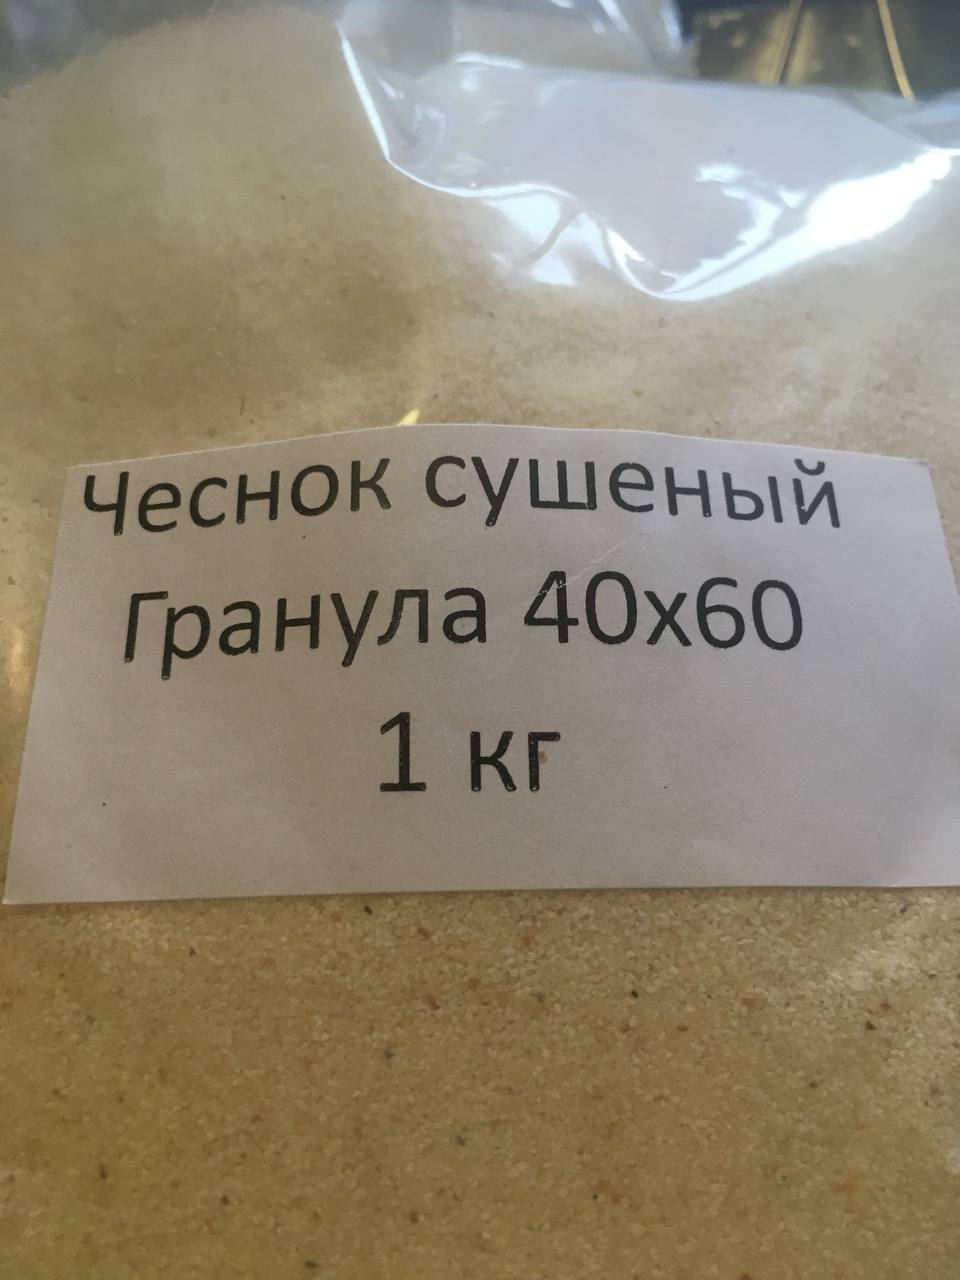 Чеснок сушеный
Гранула 40х60
1 кг